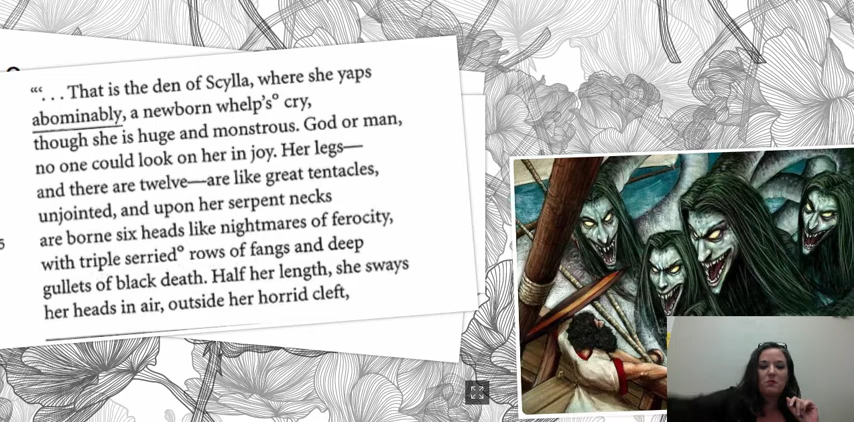 “‘. . . That is the den of Scylla, where she yaps
abominably, a newborn whelp’s° cry,
though she is huge and monstrous. God or man,
no one could look on her in joy. Her legs—
and there are twelve—are like great tentacles,
unjointed, and upon her serpent necks
are borne six heads like nightmares of ferocity,
with triple serried° rows of fangs and deep
gullets of black death. Half her length, she sways
her heads in air, outside her horrid cleft,